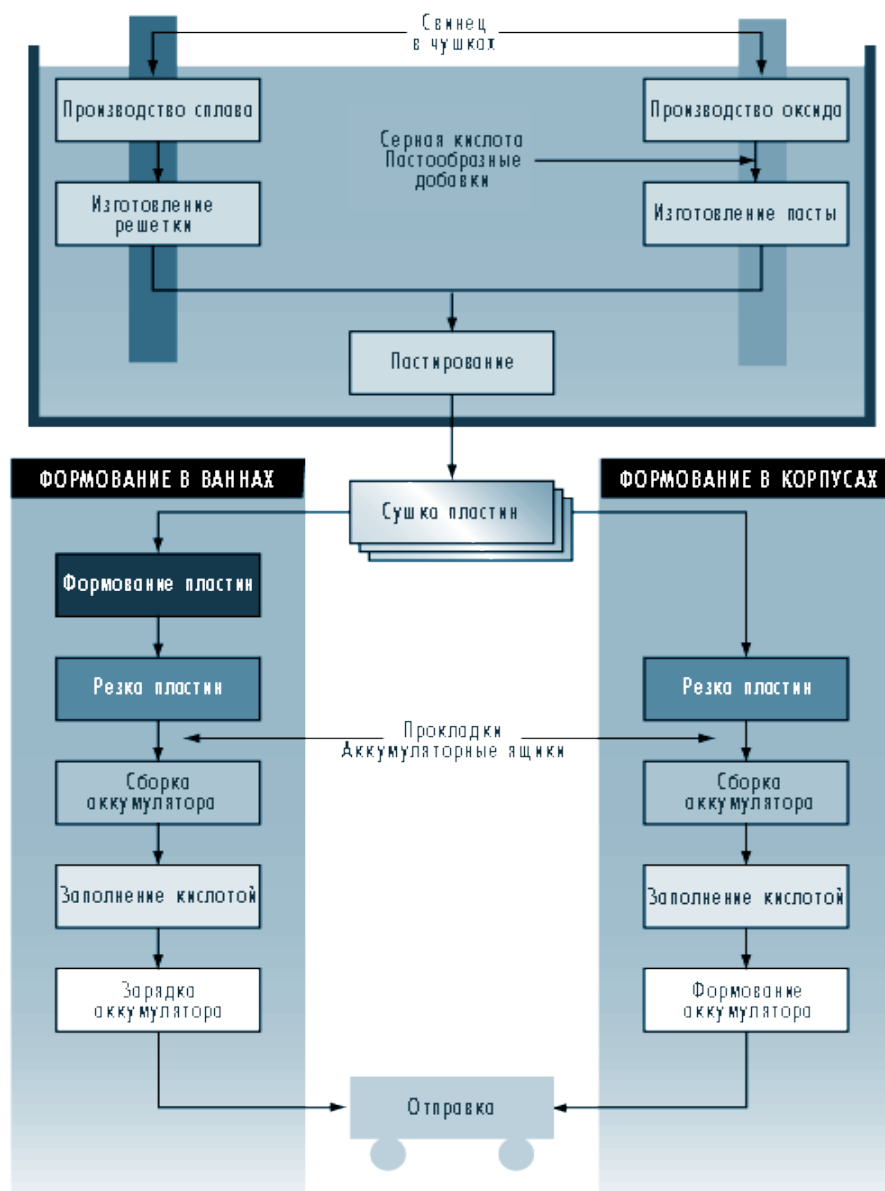 Свинец
в чушках
Производство сплава
Производство оксида
Серная кислота
Пастообразные
добавки
Изготовление
решетки
Изготовление пасты
Пастирование
ФОРМОВАНИЕ В ВАННАХ
ФОРМОВАНИЕ В КОРПУСАХ
Сушка пластин
Формование пластин
Резка пластин
Резка пластин
Прокладки
Аккумуляторные ящики
Сборка
аккумулятора
Сборка
аккумулятора
Заполнение кислотой
Заполнение кислотой
Зарядка
аккумулятора
Формование
аккумулятора
Отправка